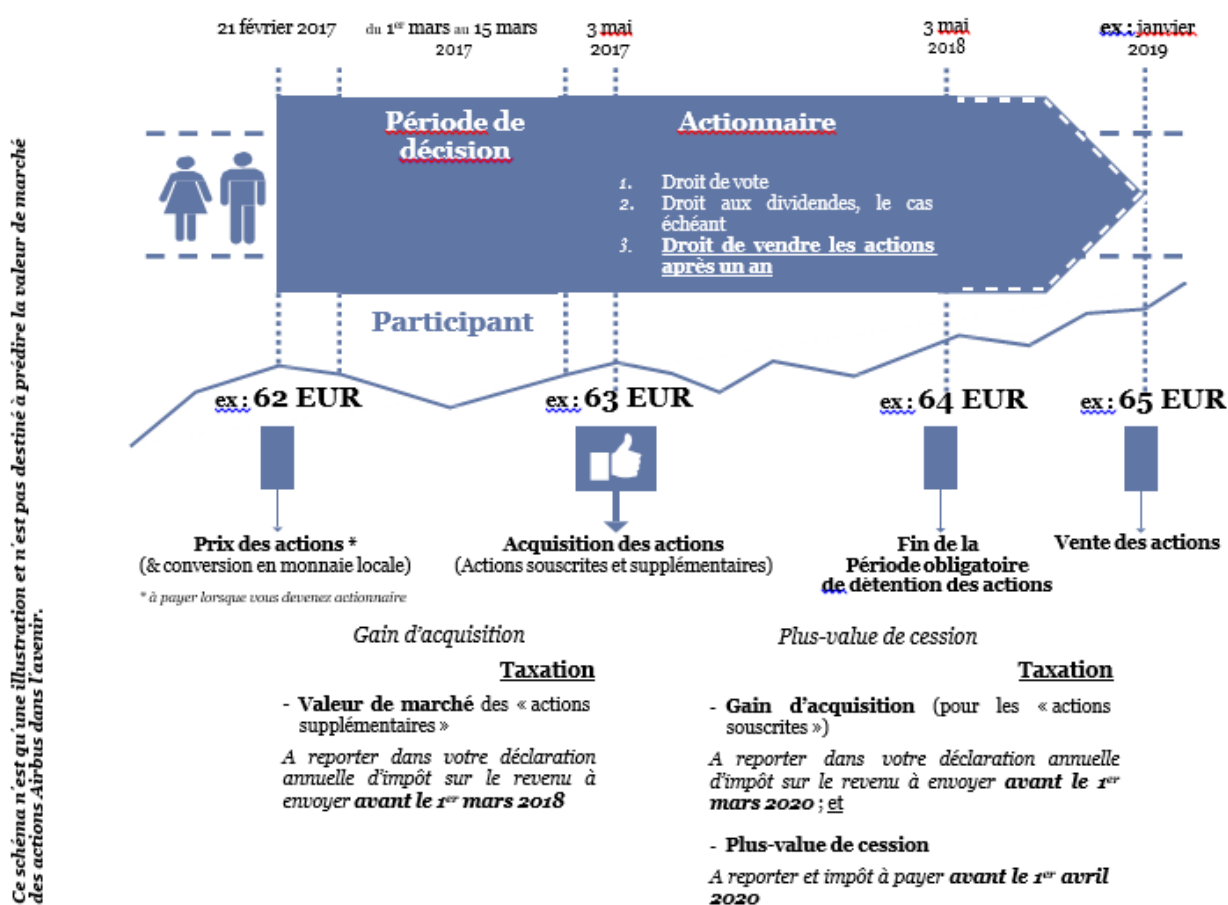 21 février 2017
du 1er mars au 15 mars
2017
3 mai
2017
3 mai
2018
ex : janvier
2019
Période de
décision
Actionnaire
1. Droit de vote
2. Droit aux dividendes, le cas
échéant
3. Droit de vendre les actions
après un an
Participant
ex : 62 EUR
ex : 63 EUR
ex : 64 EUR
ex : 65 EUR
Prix des actions *
(& conversion en monnaie locale)
* à payer lorsque vous devenez actionnaire
Acquisition des actions
(Actions souscrites et supplémentaires)
Fin de la
Période obligatoire
de détention des actions
Vente des actions
Gain d'acquisition
Taxation
- Valeur de marché des « actions
supplémentaires »
A reporter dans votre déclaration
annuelle d'impôt sur le revenu à
envoyer avant le 1er mars 2018
Plus-value de cession
Taxation
- Gain d'acquisition (pour les « actions
souscrites »)
A reporter dans votre déclaration annuelle
d'impôt sur le revenu à envoyer avant le 1er
mars 2020 ; et
- Plus-value de cession
A reporter et impôt à payer avant le 1er avril
2020
Ce schéma n'est qu'une illustration et n'est pas destiné à prédire la valeur de marché
des actions Airbus dans l'avenir.